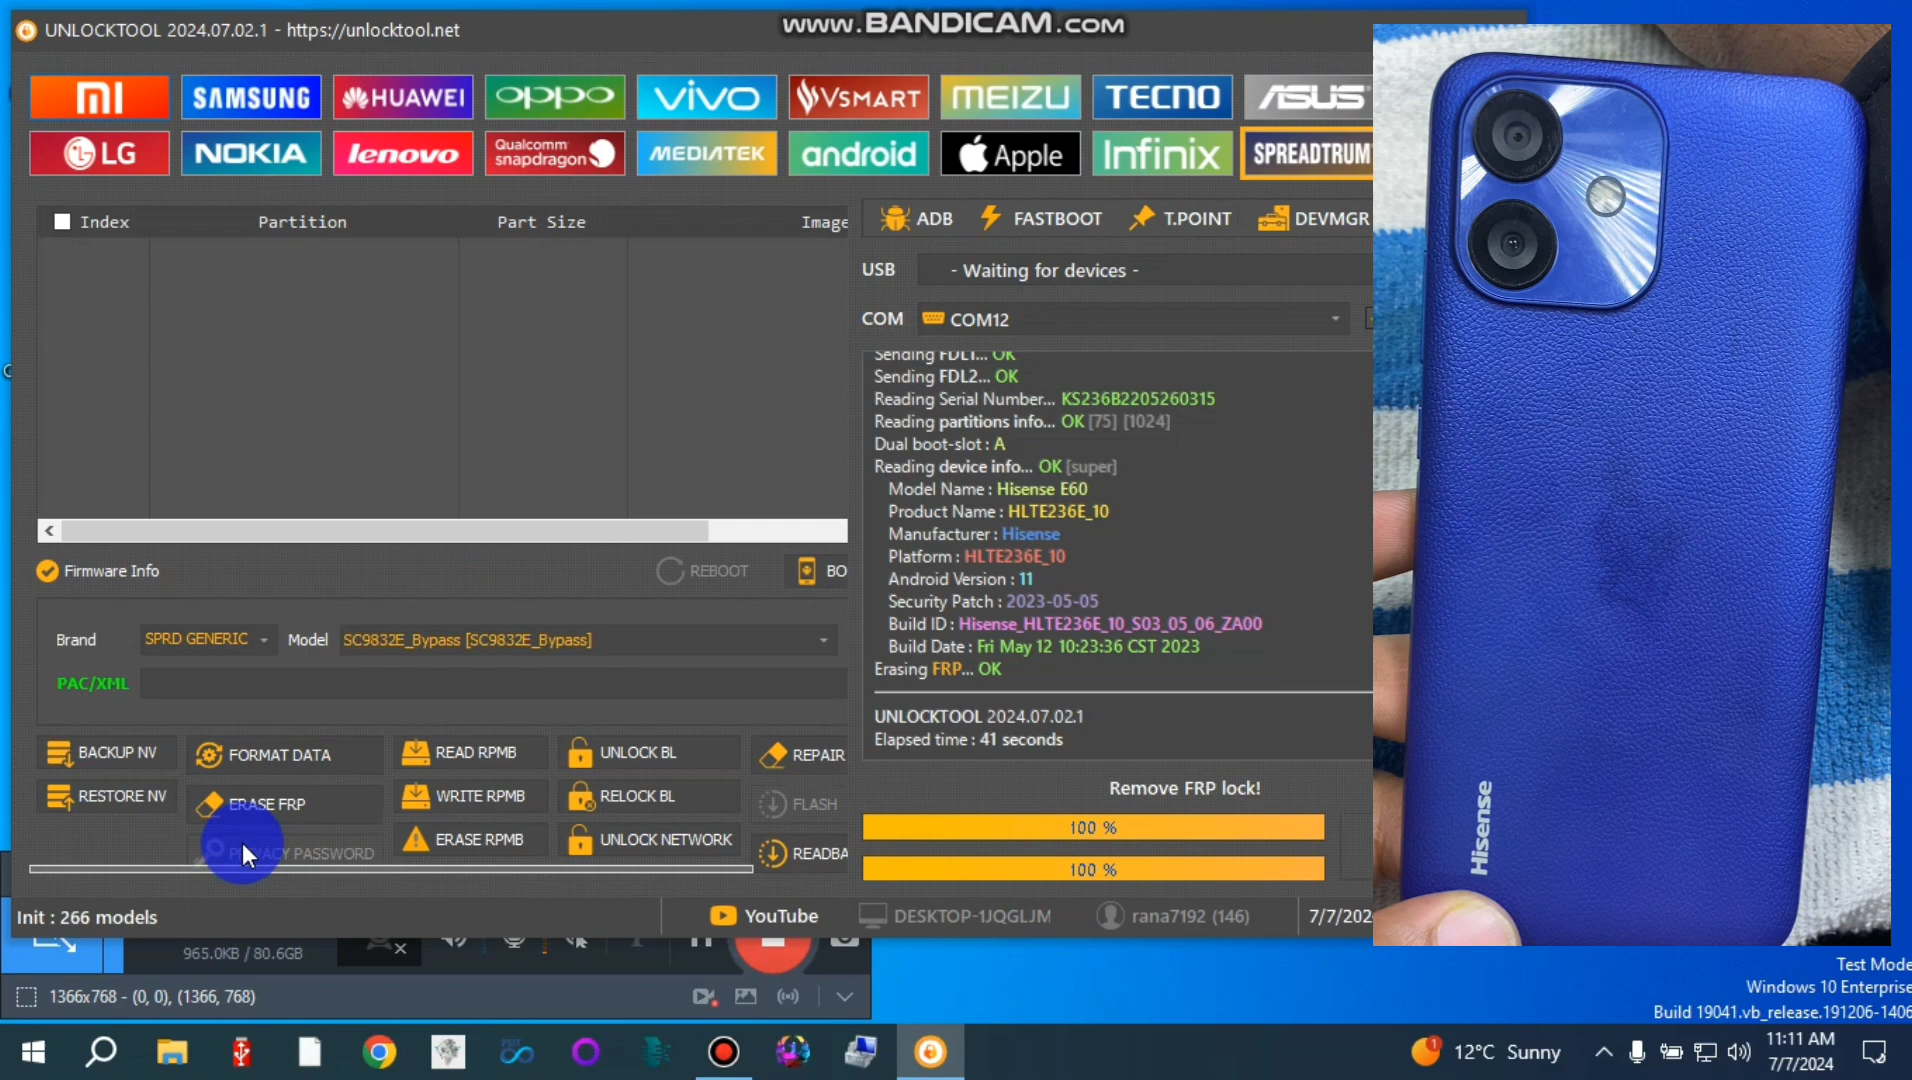 UNLOCKTOOL 2024.07.02.1 - https://unlocktool.net
www.BANDICAM.com
mi SAMSUNG HUAWEI oppo vivo VSMART MEIZU TECNO ASUS
LG NOKIA lenovo Qualcomm snapdragon MEDIATEK android Apple Infinix SPREADTRUM
Index Partition Part Size Image
ADB FASTBOOT T.POINT DEVMGR
USB - Waiting for devices -
COM COM12
Sending FDL1... OK
Sending FDL2... OK
Reading Serial Number... KS236B2205260315
Reading partitions info... OK [75] [1024]
Dual boot-slot : A
Reading device info... OK [super]
Model Name : Hisense E60
Product Name : HLTE236E_10
Manufacturer : Hisense
Platform : HLTE236E_10
Android Version : 11
Security Patch : 2023-05-05
Build ID : Hisense_HLTE236E_10_S03_05_06_ZA00
Build Date : Fri May 12 10:23:36 CST 2023
Erasing FRP... OK
UNLOCKTOOL 2024.07.02.1
Elapsed time : 41 seconds
Firmware Info REBOOT BO
Brand SPRD GENERIC Model SC9832E_Bypass [SC9832E_Bypass]
PAC/XML
BACKUP NV FORMAT DATA READ RPMB UNLOCK BL REPAIR
RESTORE NV ERASE FRP WRITE RPMB RELOCK BL FLASH
PRIVACY PASSWORD ERASE RPMB UNLOCK NETWORK READBA
Remove FRP lock!
100 %
100 %
Init : 266 models YouTube DESKTOP-1JQGLJM rana7192 (146) 7/7/202
965.0KB / 80.6GB
1366x768 - (0, 0), (1366, 768)
Hisense
Test Mode
Windows 10 Enterprise
Build 19041.vb_release.191206-1406
1 12°C Sunny
11:11 AM
7/7/2024